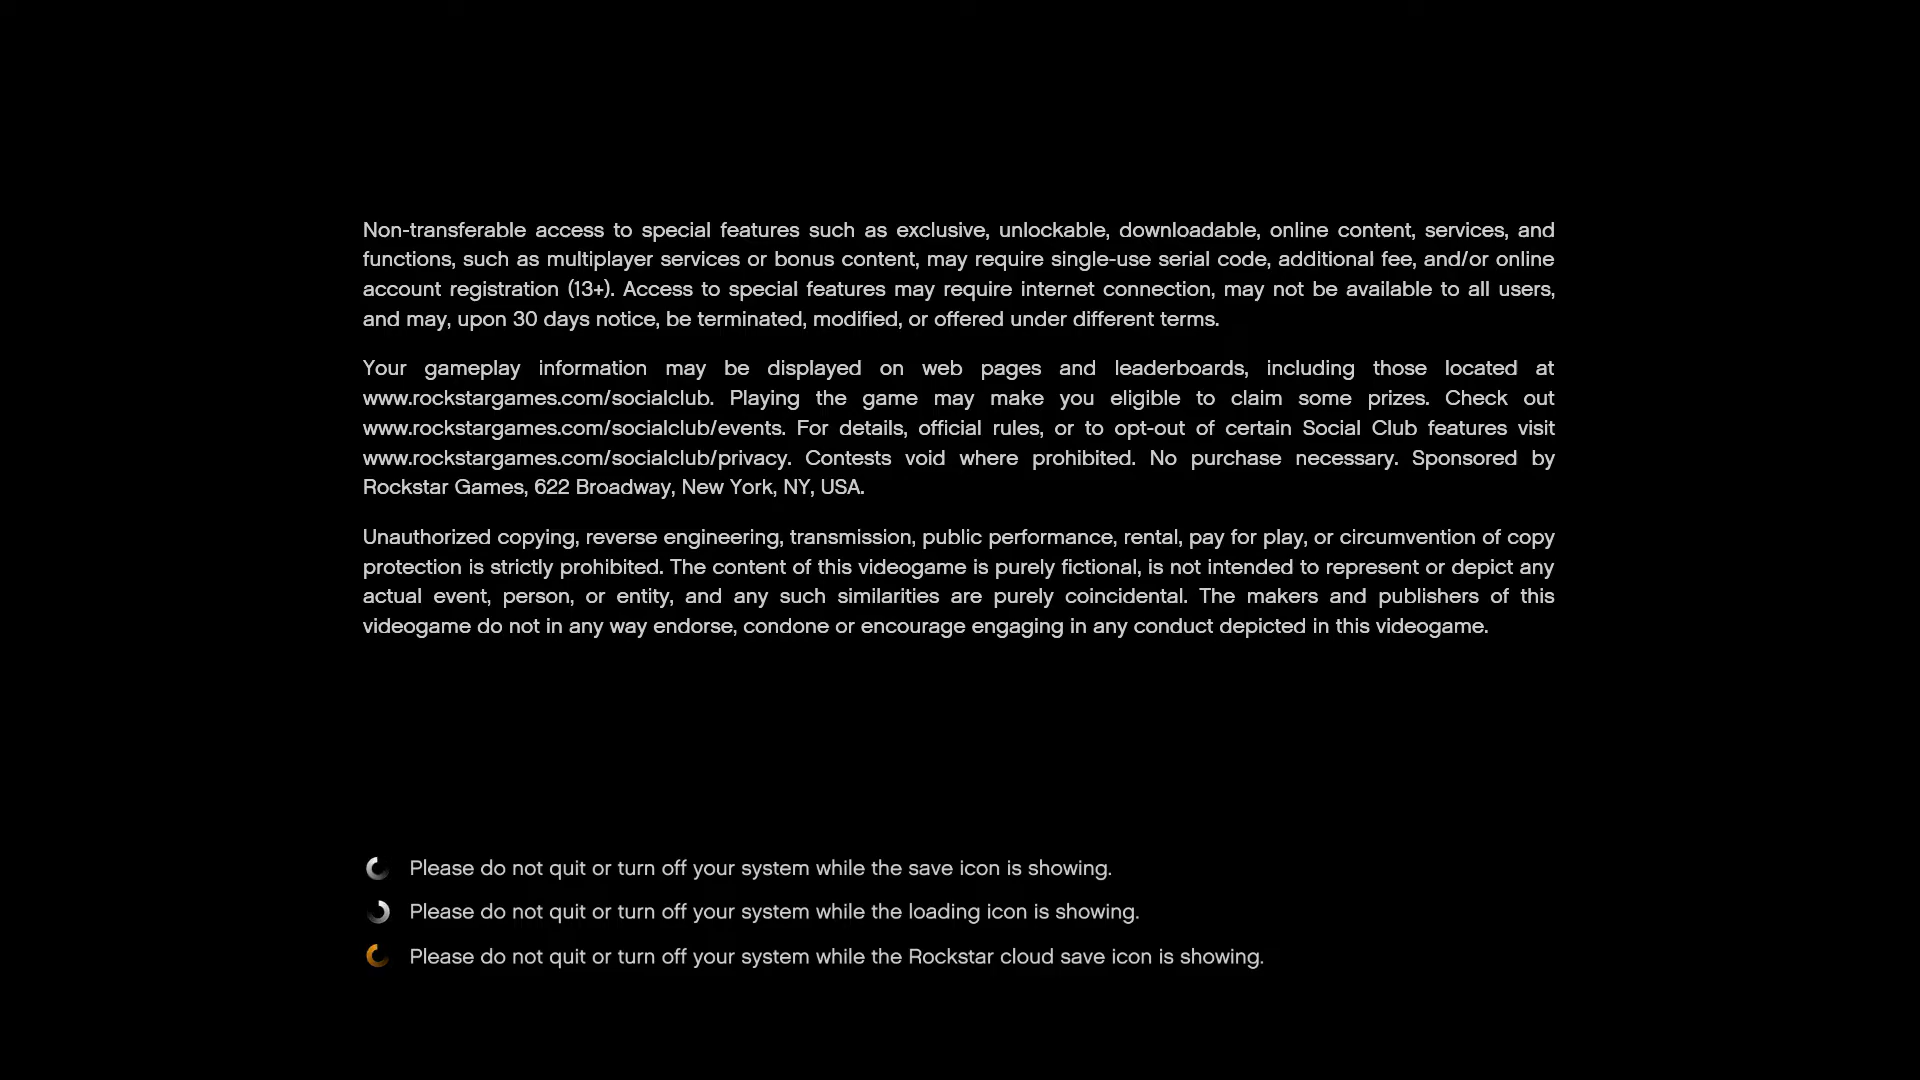 Non-transferable access to special features such as exclusive, unlockable, downloadable, online content, services, and
functions, such as multiplayer services or bonus content, may require single-use serial code, additional fee, and/or online
account registration (13+). Access to special features may require internet connection, may not be available to all users,
and may, upon 30 days notice, be terminated, modified, or offered under different terms.
Your gameplay information may be displayed on web pages and leaderboards, including those located at
www.rockstargames.com/socialclub. Playing the game may make you eligible to claim some prizes. Check out
www.rockstargames.com/socialclub/events. For details, official rules, or to opt-out of certain Social Club features visit
www.rockstargames.com/socialclub/privacy. Contests void where prohibited. No purchase necessary. Sponsored by
Rockstar Games, 622 Broadway, New York, NY, USA.
Unauthorized copying, reverse engineering, transmission, public performance, rental, pay for play, or circumvention of copy
protection is strictly prohibited. The content of this videogame is purely fictional, is not intended to represent or depict any
actual event, person, or entity, and any such similarities are purely coincidental. The makers and publishers of this
videogame do not in any way endorse, condone or encourage engaging in any conduct depicted in this videogame.
Please do not quit or turn off your system while the save icon is showing.
Please do not quit or turn off your system while the loading icon is showing.
Please do not quit or turn off your system while the Rockstar cloud save icon is showing.